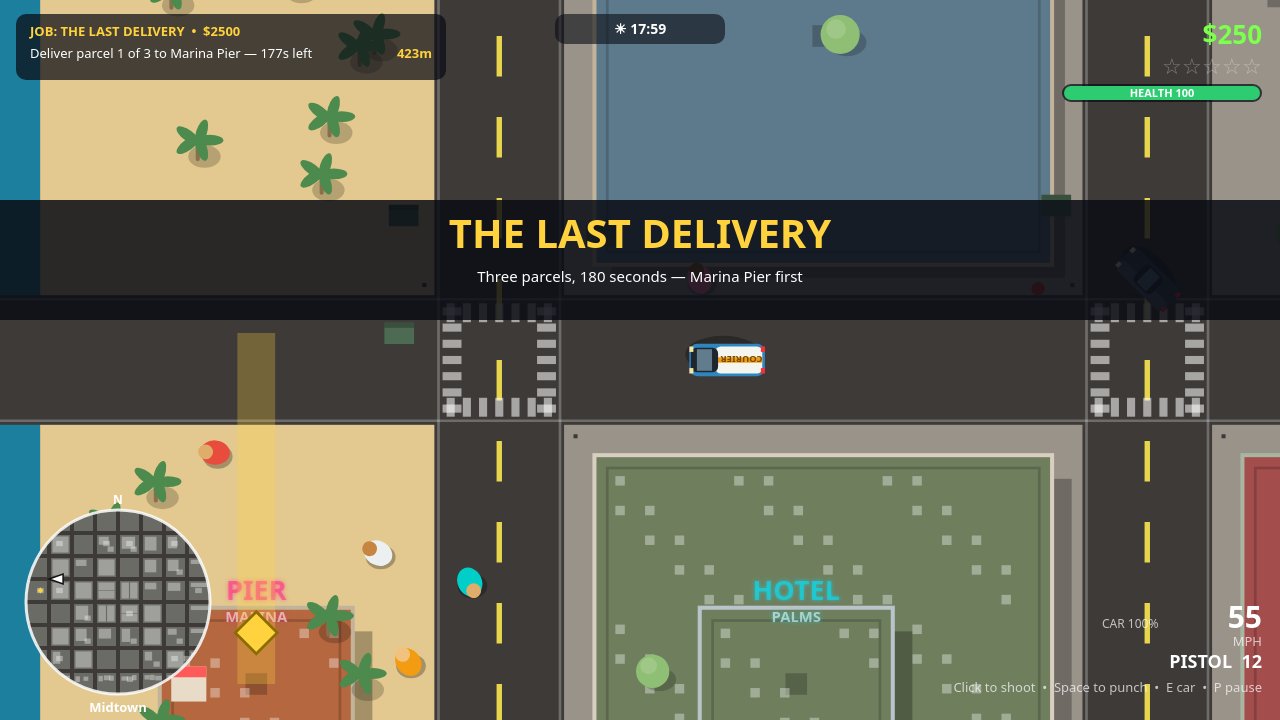 JOB: THE LAST DELIVERY • $2500
Deliver parcel 1 of 3 to Marina Pier — 177s left
423m
☀ 17:59
$250
☆☆☆☆☆
HEALTH 100
THE LAST DELIVERY
Three parcels, 180 seconds — Marina Pier first
COURIER
N
PIER
MARINA
HOTEL
PALMS
Midtown
CAR 100%
55
MPH
PISTOL 12
Click to shoot • Space to punch • E car • P pause